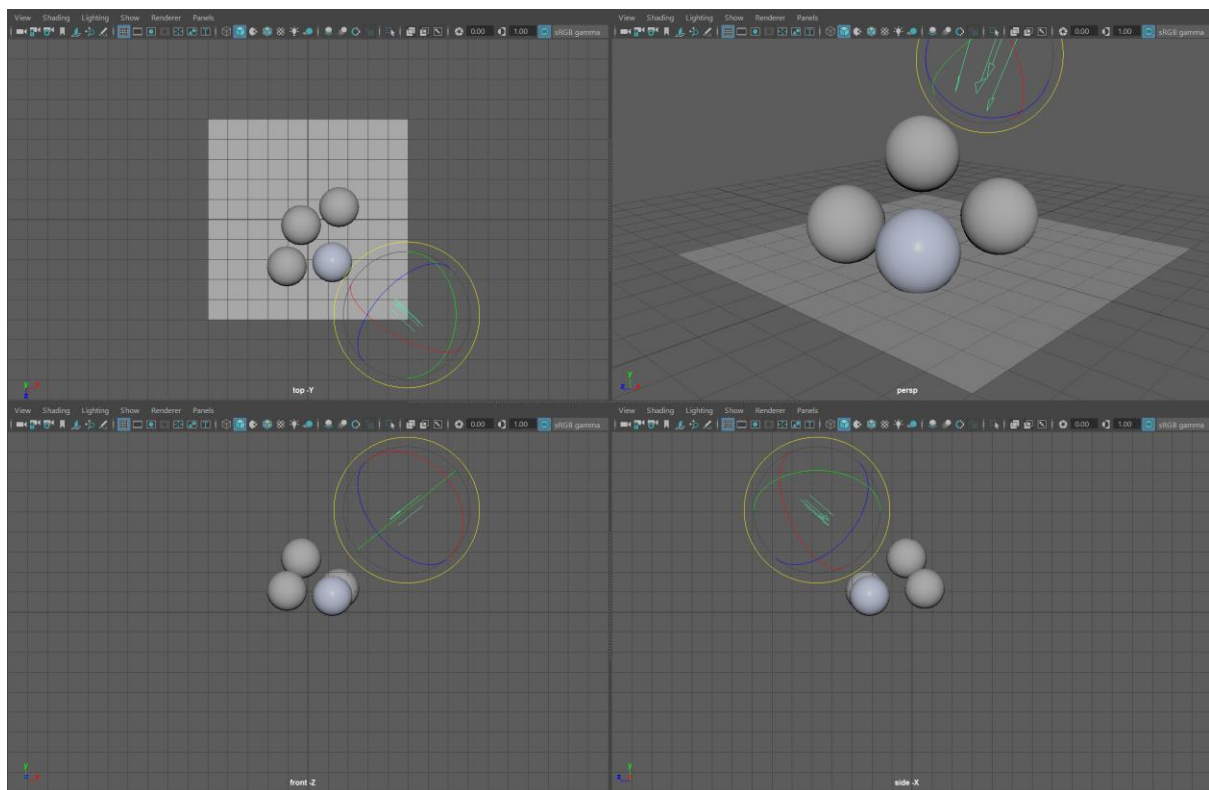 View Shading Lighting Show Renderer Panels
0.00 1.00 sRGB gamma
top -Y
View Shading Lighting Show Renderer Panels
0.00 1.00 sRGB gamma
persp
View Shading Lighting Show Renderer Panels
0.00 1.00 sRGB gamma
front -Z
View Shading Lighting Show Renderer Panels
0.00 1.00 sRGB gamma
side -X